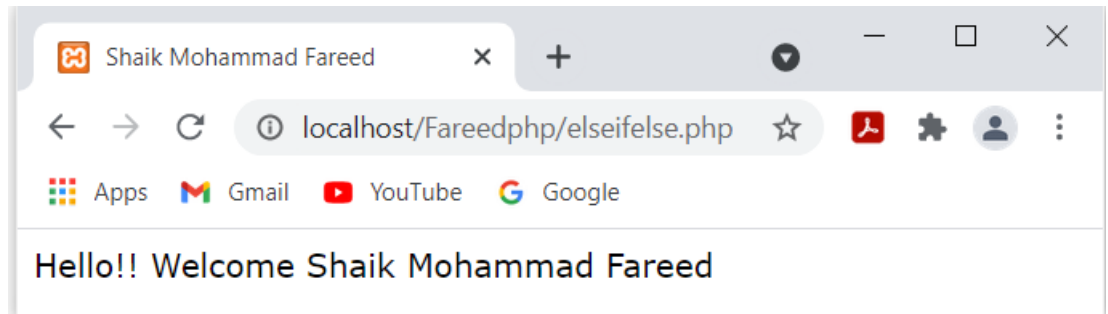 Shaik Mohammad Fareed
localhost/Fareedphp/elseifelse.php
Apps Gmail YouTube Google
Hello!! Welcome Shaik Mohammad Fareed